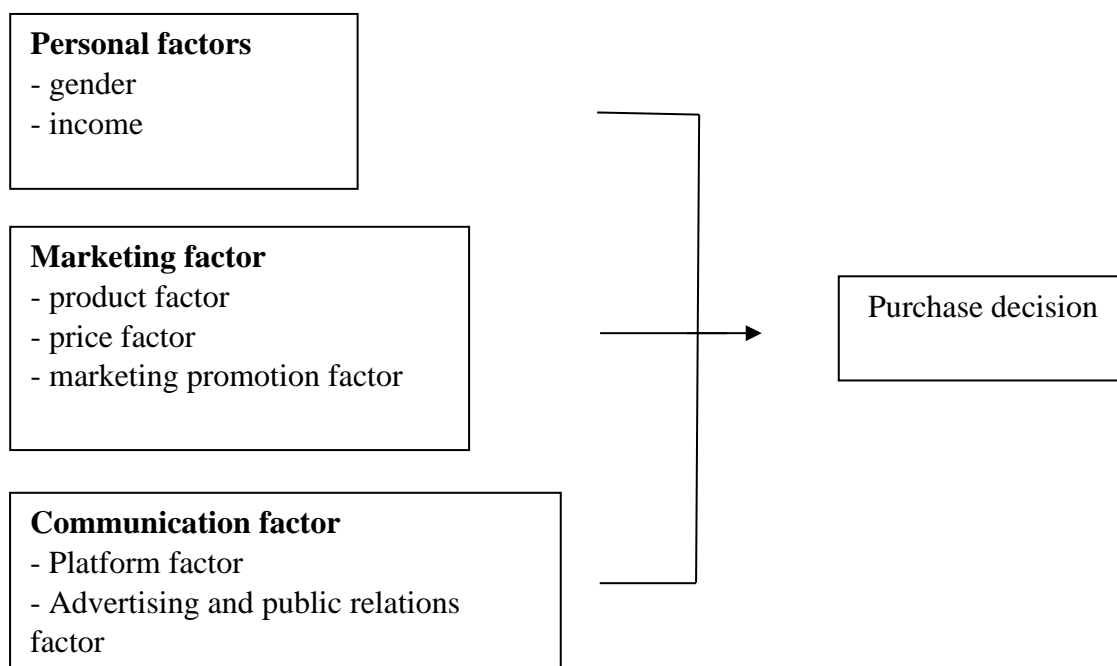 Personal factors
- gender
- income
Marketing factor
- product factor
- price factor
- marketing promotion factor
Purchase decision
Communication factor
- Platform factor
- Advertising and public relations
factor